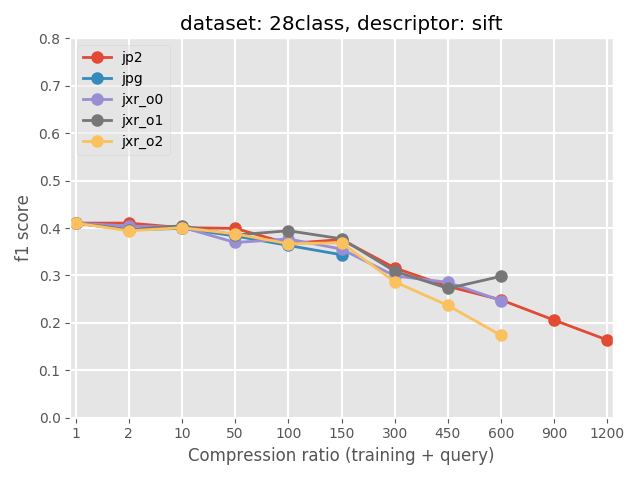 dataset: 28class, descriptor: sift
jp2
jpg
jxr_o0
jxr_o1
jxr_o2
0.8
0.7
0.6
0.5
0.4
0.3
0.2
0.1
0.0
f1 score
1 2 10 50 100 150 300 450 600 900 1200
Compression ratio (training + query)